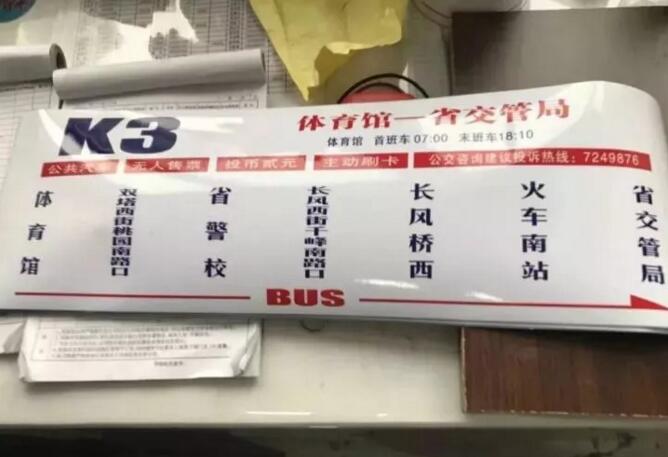 K3
体育馆—省交管局
体育馆 首班车 07:00 末班车 18:10
公共汽车 无人售票 投币贰元 主动刷卡 公交咨询建议投诉热线：7249876
体育馆
双塔西街桃园南路口
省警校
长风西街千峰南路口
长风桥西
火车南站
省交管局
BUS